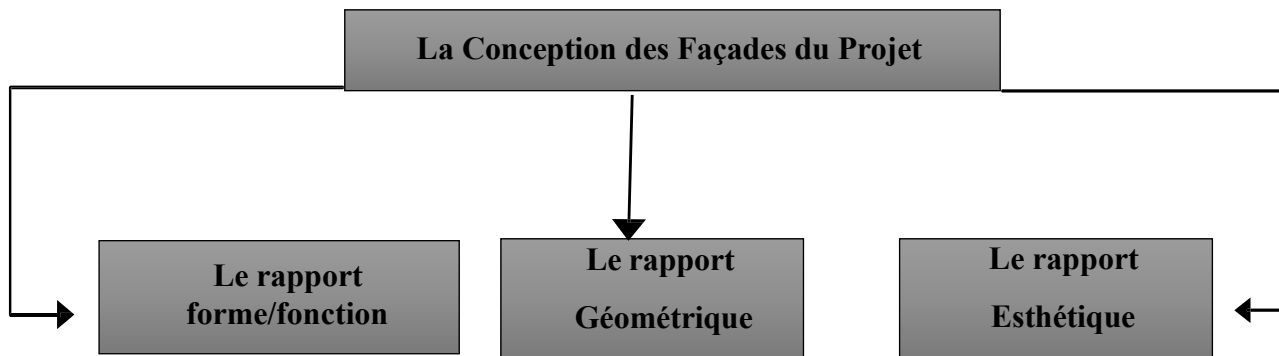 La Conception des Façades du Projet
Le rapport
forme/fonction
Le rapport
Géométrique
Le rapport
Esthétique